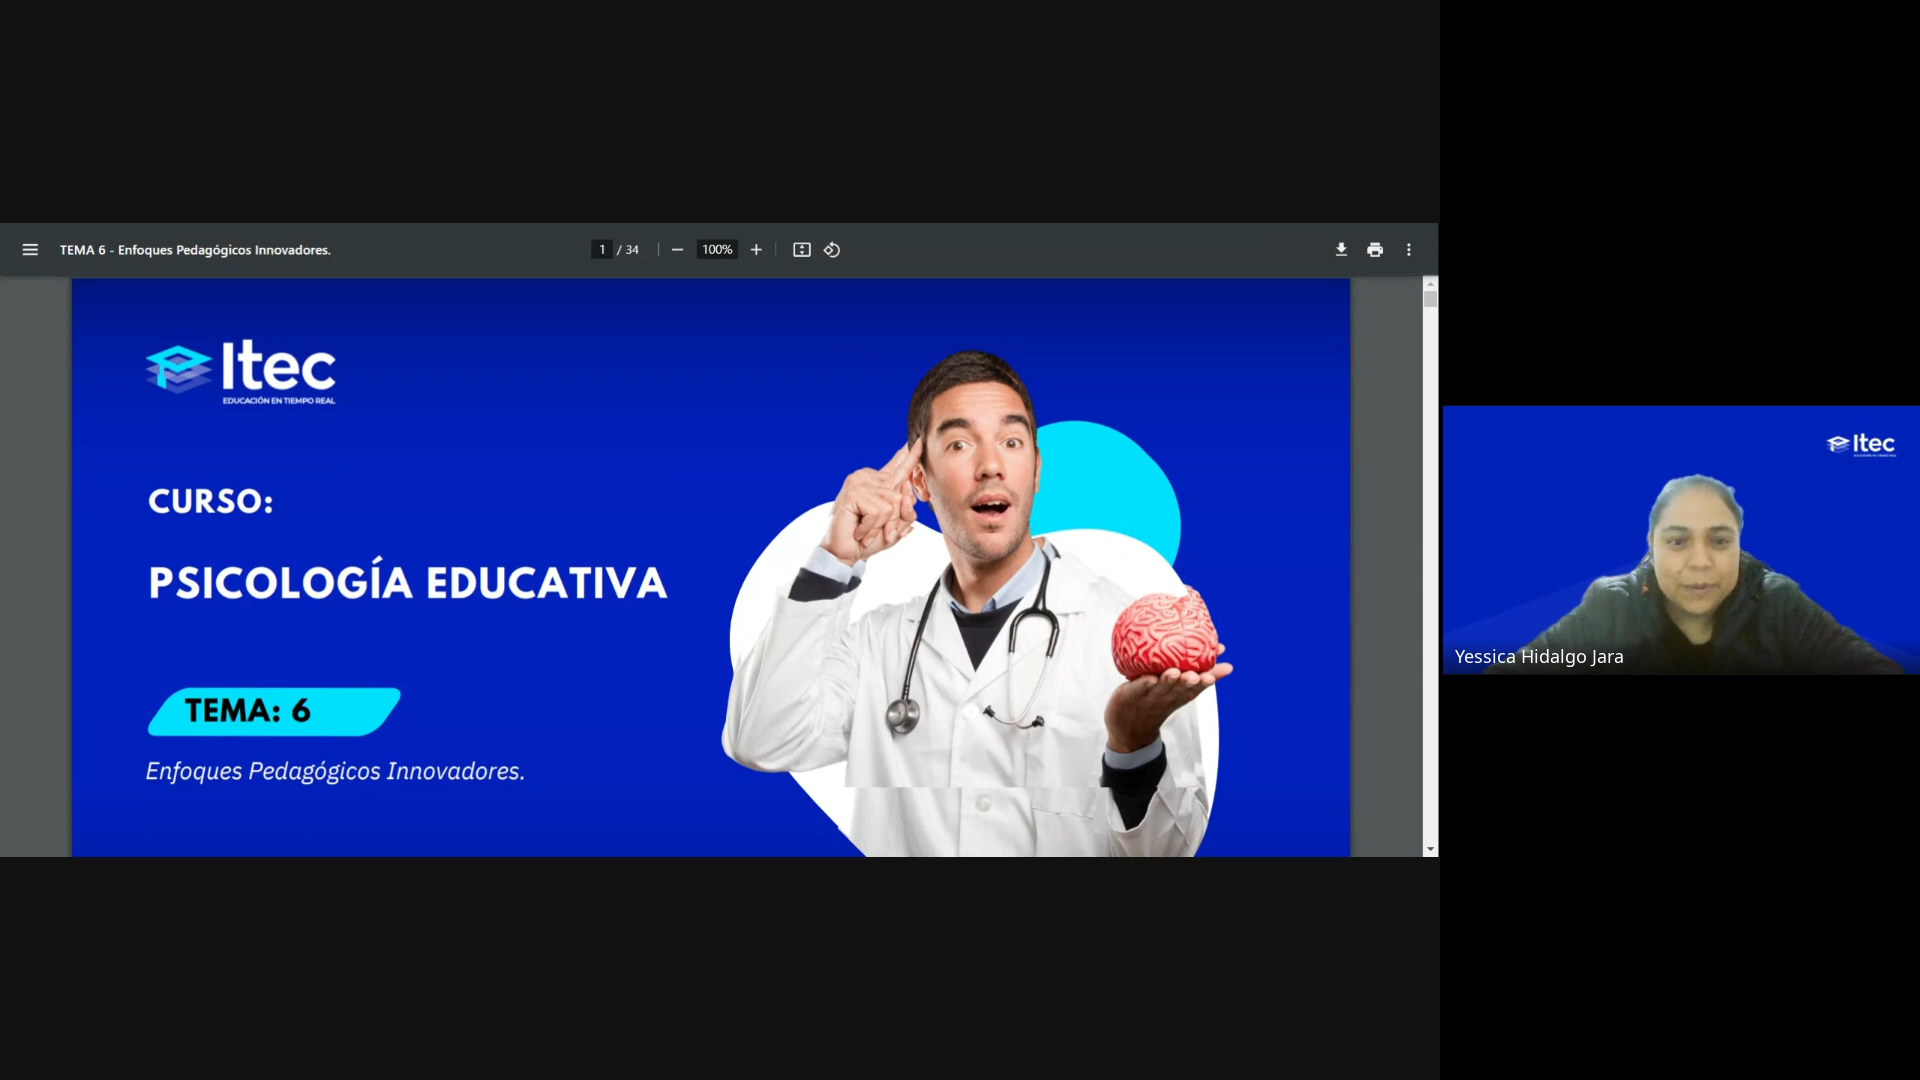 TEMA 6 - Enfoques Pedagógicos Innovadores.
1 / 34
100%
Itec
EDUCACIÓN EN TIEMPO REAL
CURSO:
PSICOLOGÍA EDUCATIVA
TEMA: 6
Enfoques Pedagógicos Innovadores.
Itec
Yessica Hidalgo Jara